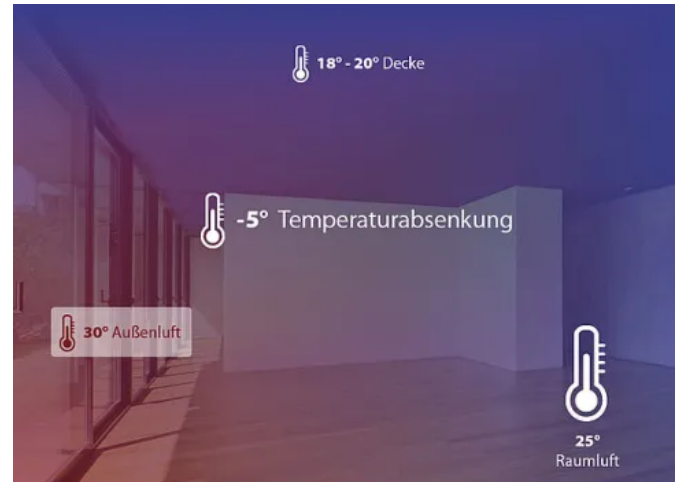 18° - 20° Decke
-5° Temperaturabsenkung
30° Außenluft
25°
Raumluft